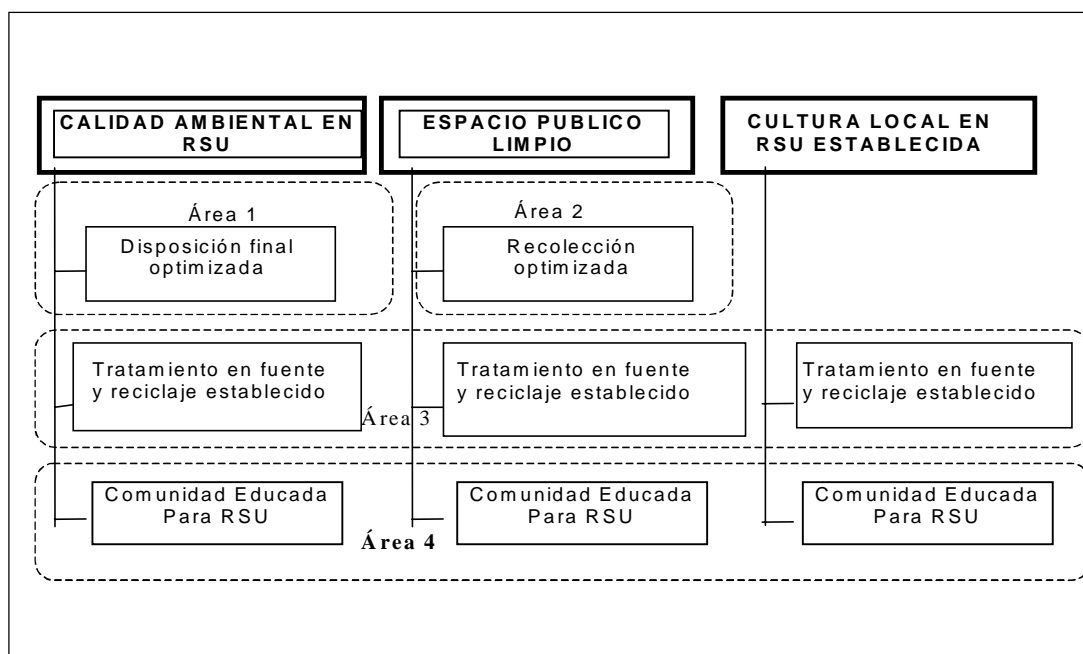 CALIDAD AMBIENTAL EN
RSU
ESPACIO PUBLICO
LIMPIO
CULTURA LOCAL EN
RSU ESTABLECIDA
Área 1
Disposición final
optimizada
Área 2
Recolección
optimizada
Tratamiento en fuente
y reciclaje establecido
Área 3
Tratamiento en fuente
y reciclaje establecido
Tratamiento en fuente
y reciclaje establecido
Comunidad Educada
Para RSU
Área 4
Comunidad Educada
Para RSU
Comunidad Educada
Para RSU